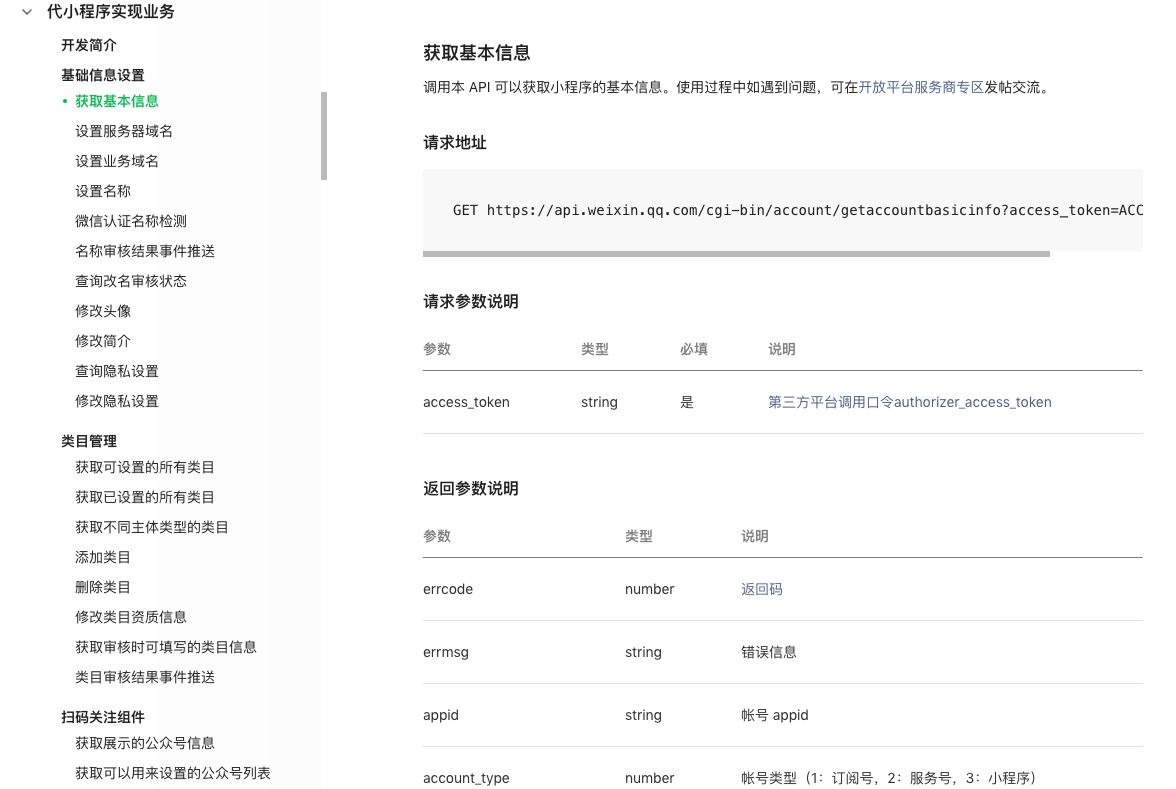 代小程序实现业务
开发简介
基础信息设置
• 获取基本信息
设置服务器域名
设置业务域名
设置名称
微信认证名称检测
名称审核结果事件推送
查询改名审核状态
修改头像
修改简介
查询隐私设置
修改隐私设置
类目管理
获取可设置的所有类目
获取已设置的所有类目
获取不同主体类型的类目
添加类目
删除类目
修改类目资质信息
获取审核时可填写的类目信息
类目审核结果事件推送
扫码关注组件
获取展示的公众号信息
获取可以用来设置的公众号列表
获取基本信息
调用本 API 可以获取小程序的基本信息。使用过程中如遇到问题，可在开放平台服务商专区发帖交流。
请求地址
GET https://api.weixin.qq.com/cgi-bin/account/getaccountbasicinfo?access_token=ACC
请求参数说明
参数 类型 必填 说明
access_token string 是 第三方平台调用口令authorizer_access_token
返回参数说明
参数 类型 说明
errcode number 返回码
errmsg string 错误信息
appid string 帐号 appid
account_type number 帐号类型（1：订阅号，2：服务号，3：小程序）